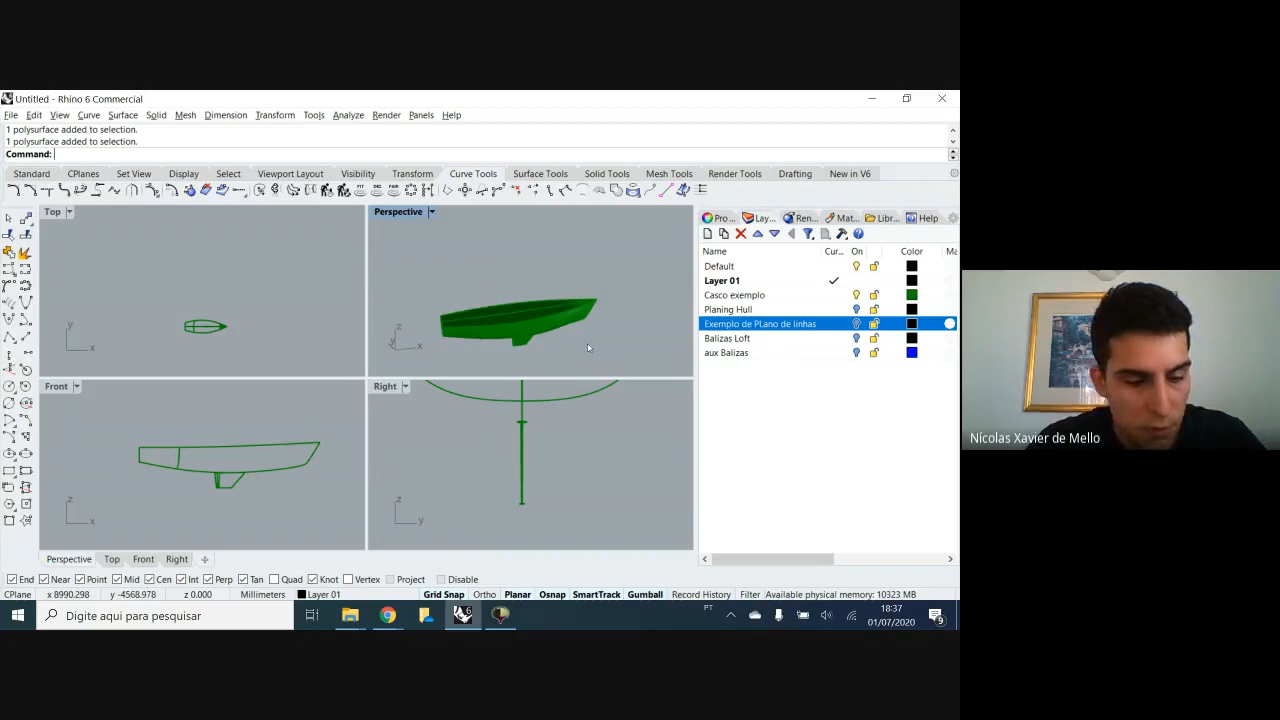 Untitled - Rhino 6 Commercial
File Edit View Curve Surface Solid Mesh Dimension Transform Tools Analyze Render Panels Help
1 polysurface added to selection.
1 polysurface added to selection.
Command:
Standard CPlanes Set View Display Select Viewport Layout Visibility Transform Curve Tools Surface Tools Solid Tools Mesh Tools Render Tools Drafting New in V6
Top
Perspective
Pro... Lay... Ren... Mat... Libr... Help
Name Cur... On Color Ma
Default
Layer 01
Casco exemplo
Planing Hull
Exemplo de PLano de linhas
Balizas Loft
aux Balizas
y x
z y x
Front
Right
z x
z y
Nícolas Xavier de Mello
Perspective Top Front Right
End Near Point Mid Cen Int Perp Tan Quad Knot Vertex Project Disable
CPlane x 8990.298 y -4568.978 z 0.000 Millimeters Layer 01 Grid Snap Ortho Planar Osnap SmartTrack Gumball Record History Filter Available physical memory: 10323 MB
Digite aqui para pesquisar
PT
18:37
01/07/2020
9